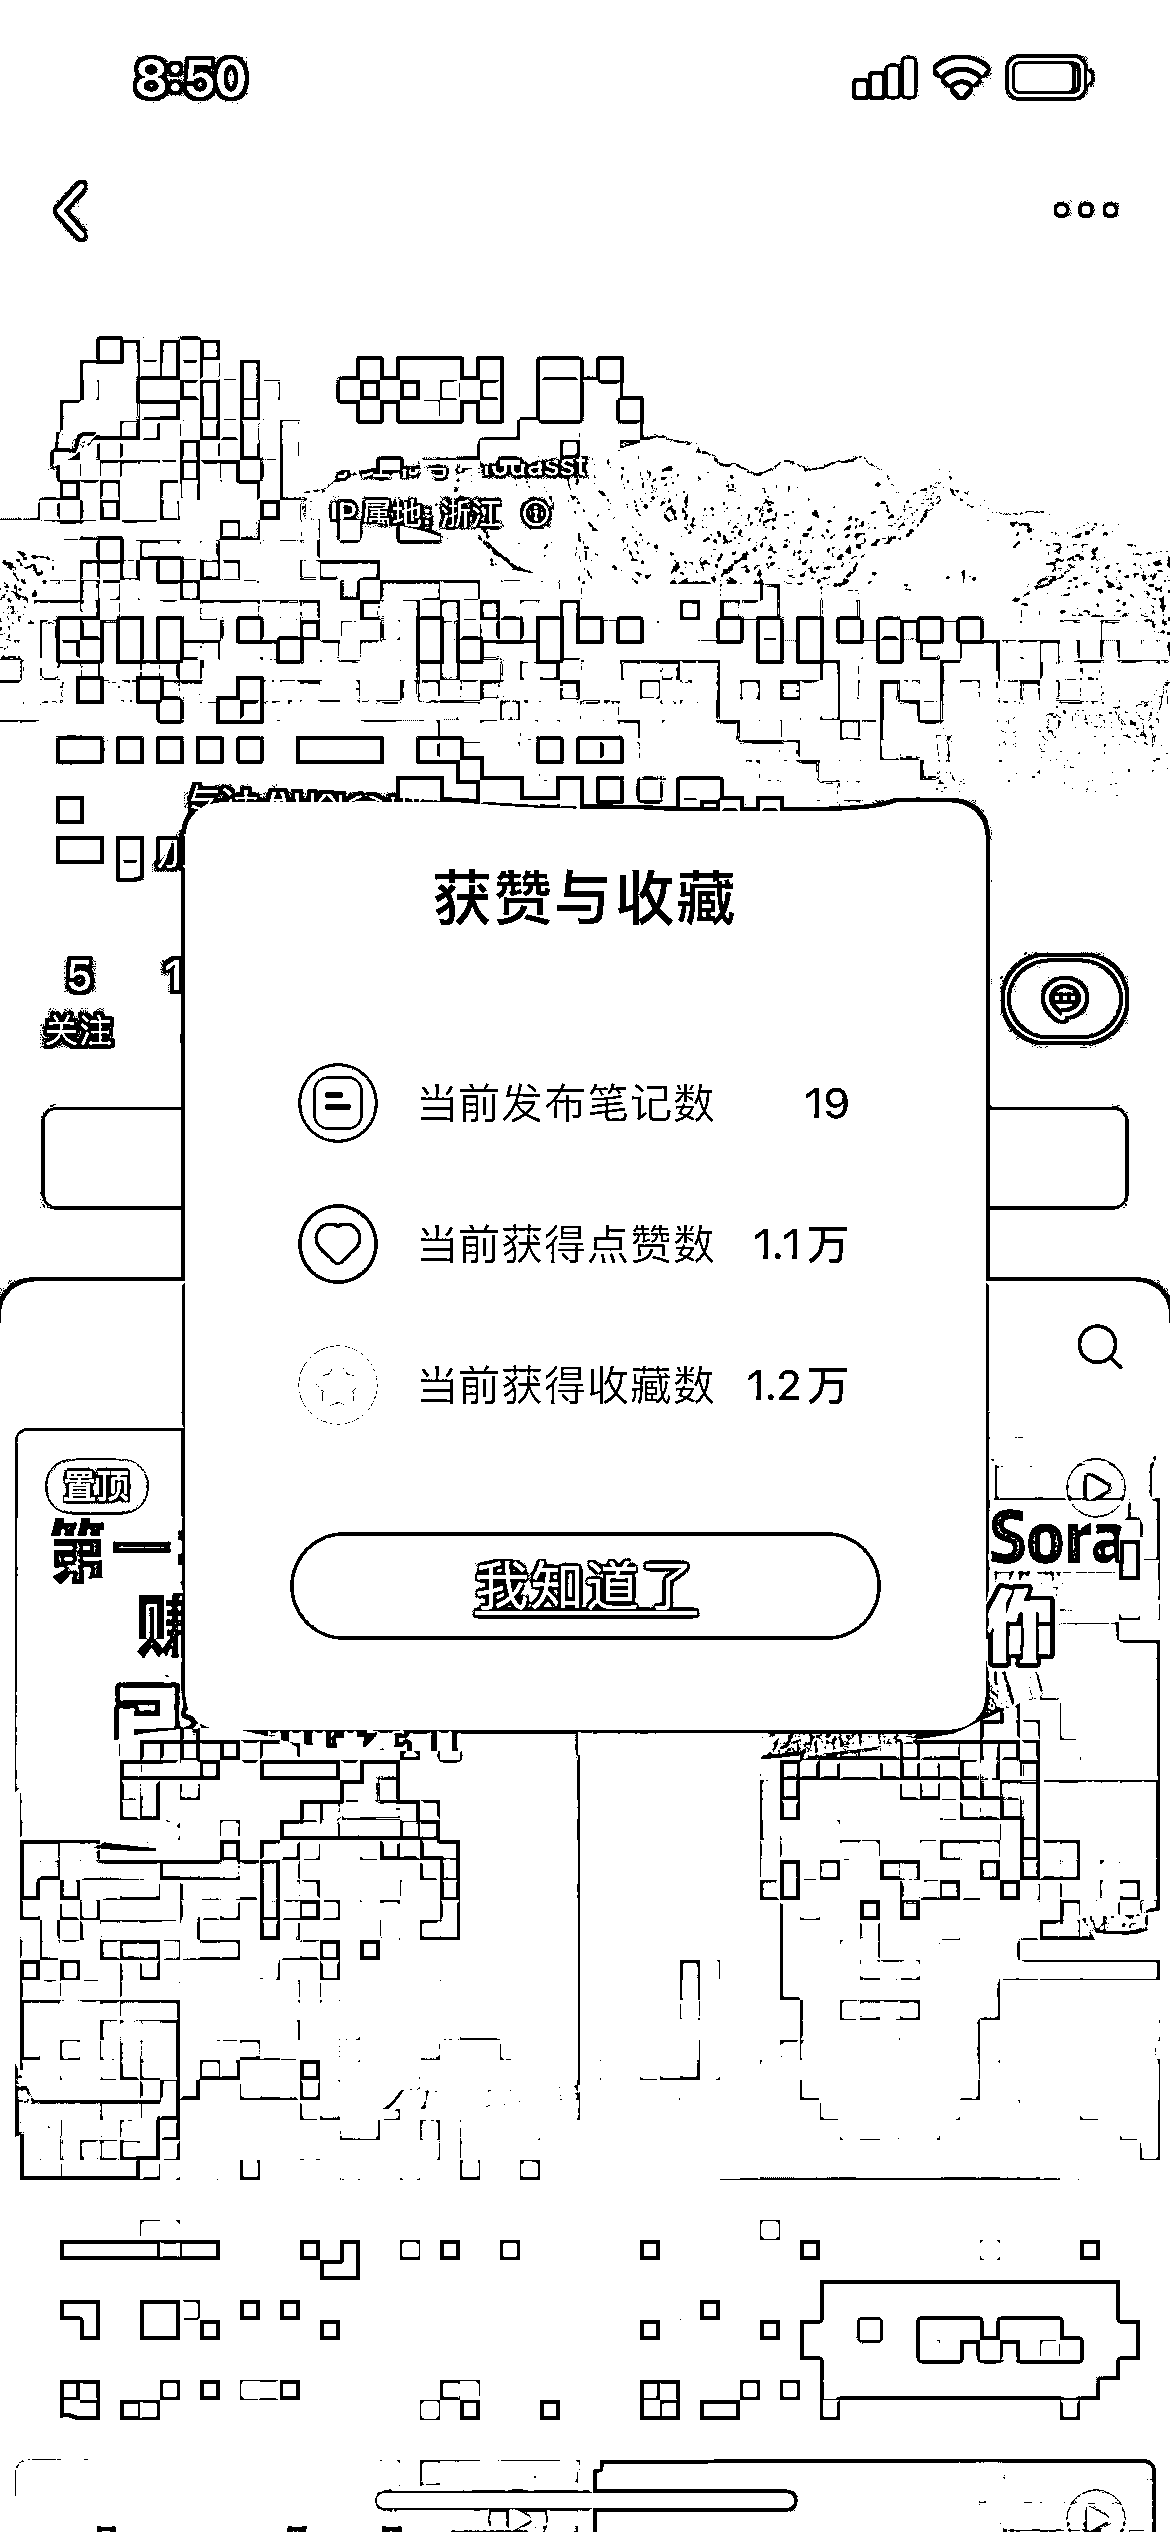 8:50
IP属地：浙江
获赞与收藏
5
关注
当前发布笔记数 19
当前获得点赞数 1.1万
当前获得收藏数 1.2万
置顶
第一
Sora
赚
你
我知道了